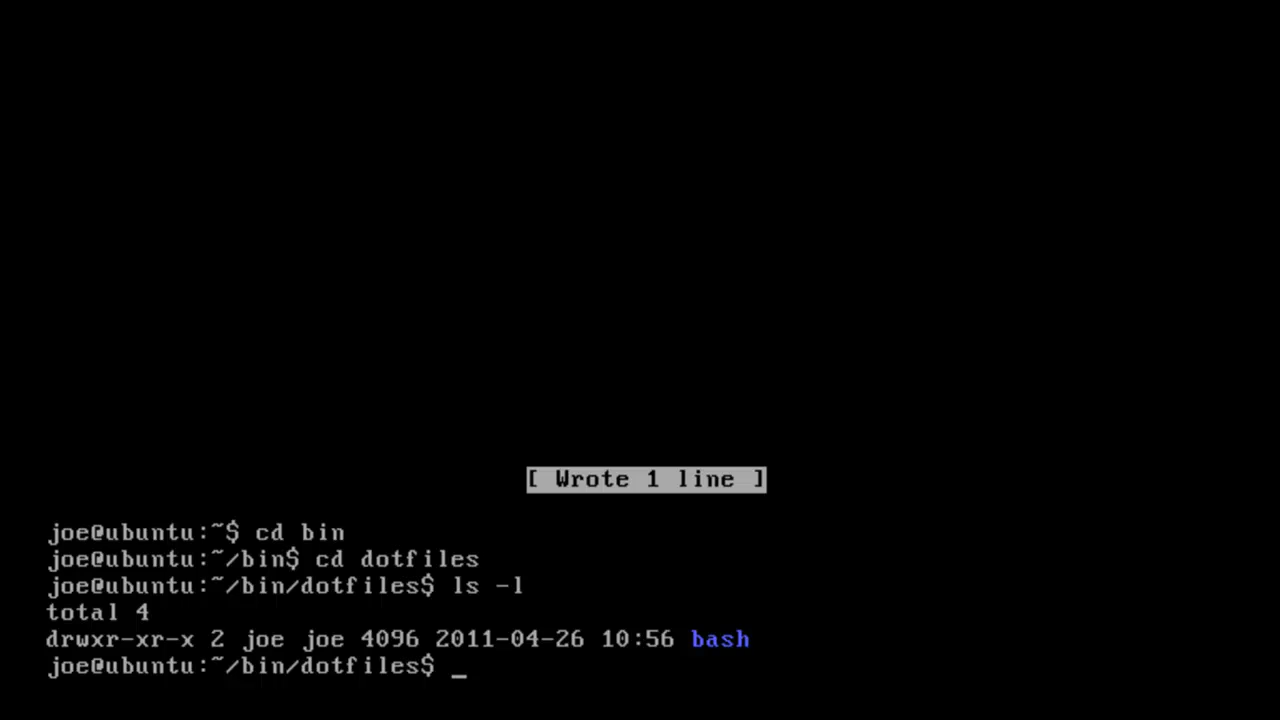 [ Wrote 1 line ]
joe@ubuntu:~$ cd bin
joe@ubuntu:~/bin$ cd dotfiles
joe@ubuntu:~/bin/dotfiles$ ls -l
total 4
drwxr-xr-x 2 joe joe 4096 2011-04-26 10:56 bash
joe@ubuntu:~/bin/dotfiles$ _